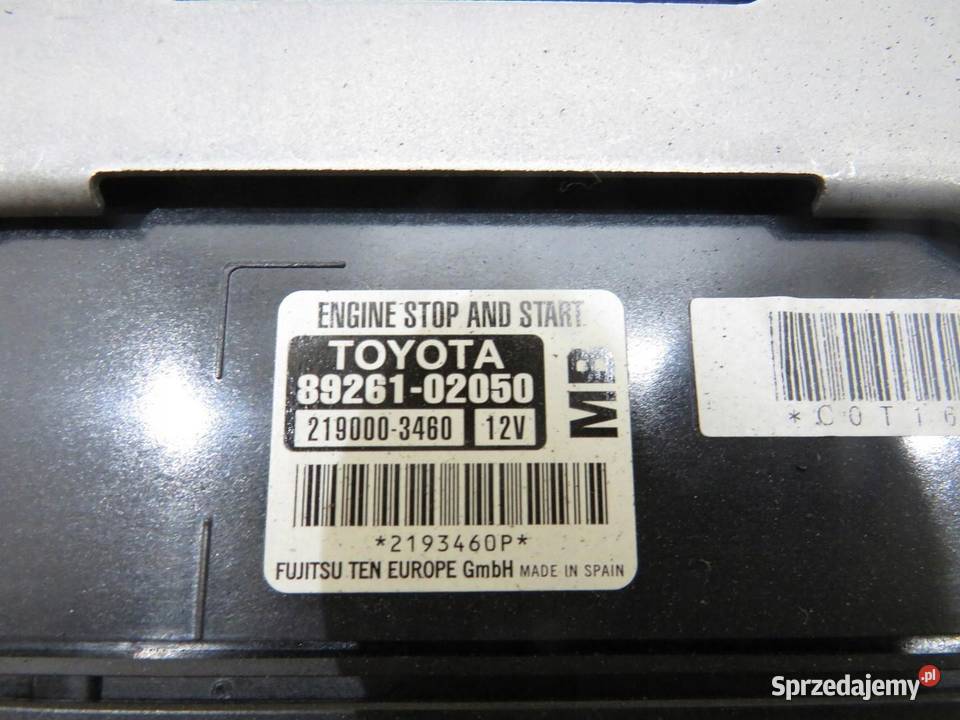 ENGINE STOP AND START
TOYOTA
89261-02050
219000-3460 12V
MB
*2193460P*
FUJITSU TEN EUROPE GmbH MADE IN SPAIN
*C0T16
Sprzedajemy.pl